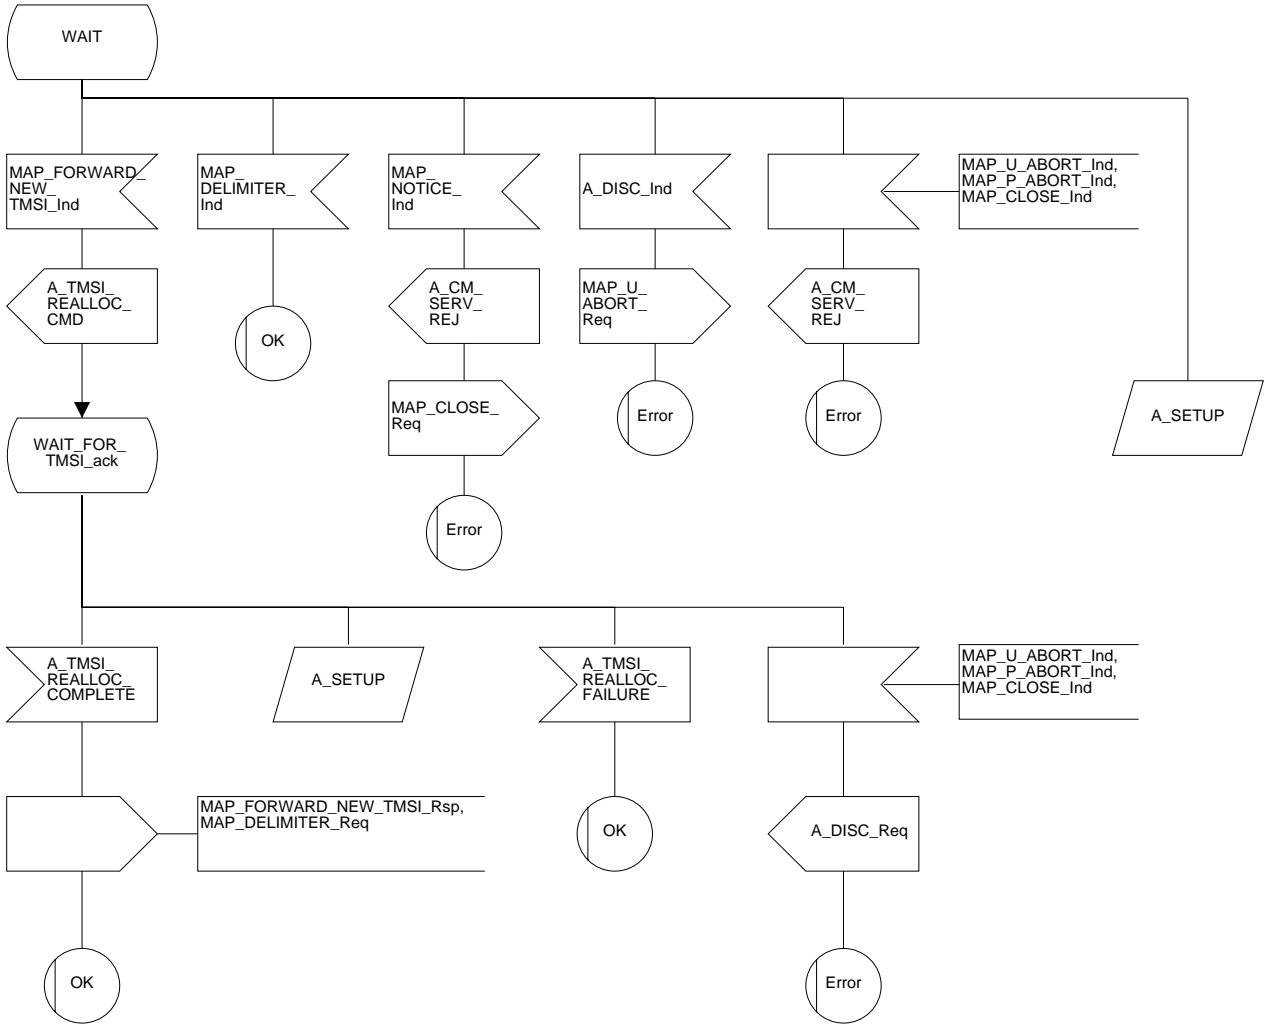 WAIT
MAP_FORWARD_
NEW_
TMSI_Ind
MAP_
DELIMITER_
Ind
MAP_
NOTICE_
Ind
A_DISC_Ind
MAP_U_ABORT_Ind,
MAP_P_ABORT_Ind,
MAP_CLOSE_Ind
A_TMSI_
REALLOC_
CMD
OK
A_CM_
SERV_
REJ
MAP_U_
ABORT_
Req
A_CM_
SERV_
REJ
MAP_CLOSE_
Req
Error
Error
A_SETUP
WAIT_FOR_
TMSI_ack
Error
A_TMSI_
REALLOC_
COMPLETE
A_SETUP
A_TMSI_
REALLOC_
FAILURE
MAP_U_ABORT_Ind,
MAP_P_ABORT_Ind,
MAP_CLOSE_Ind
MAP_FORWARD_NEW_TMSI_Rsp,
MAP_DELIMITER_Req
OK
A_DISC_Req
OK
Error